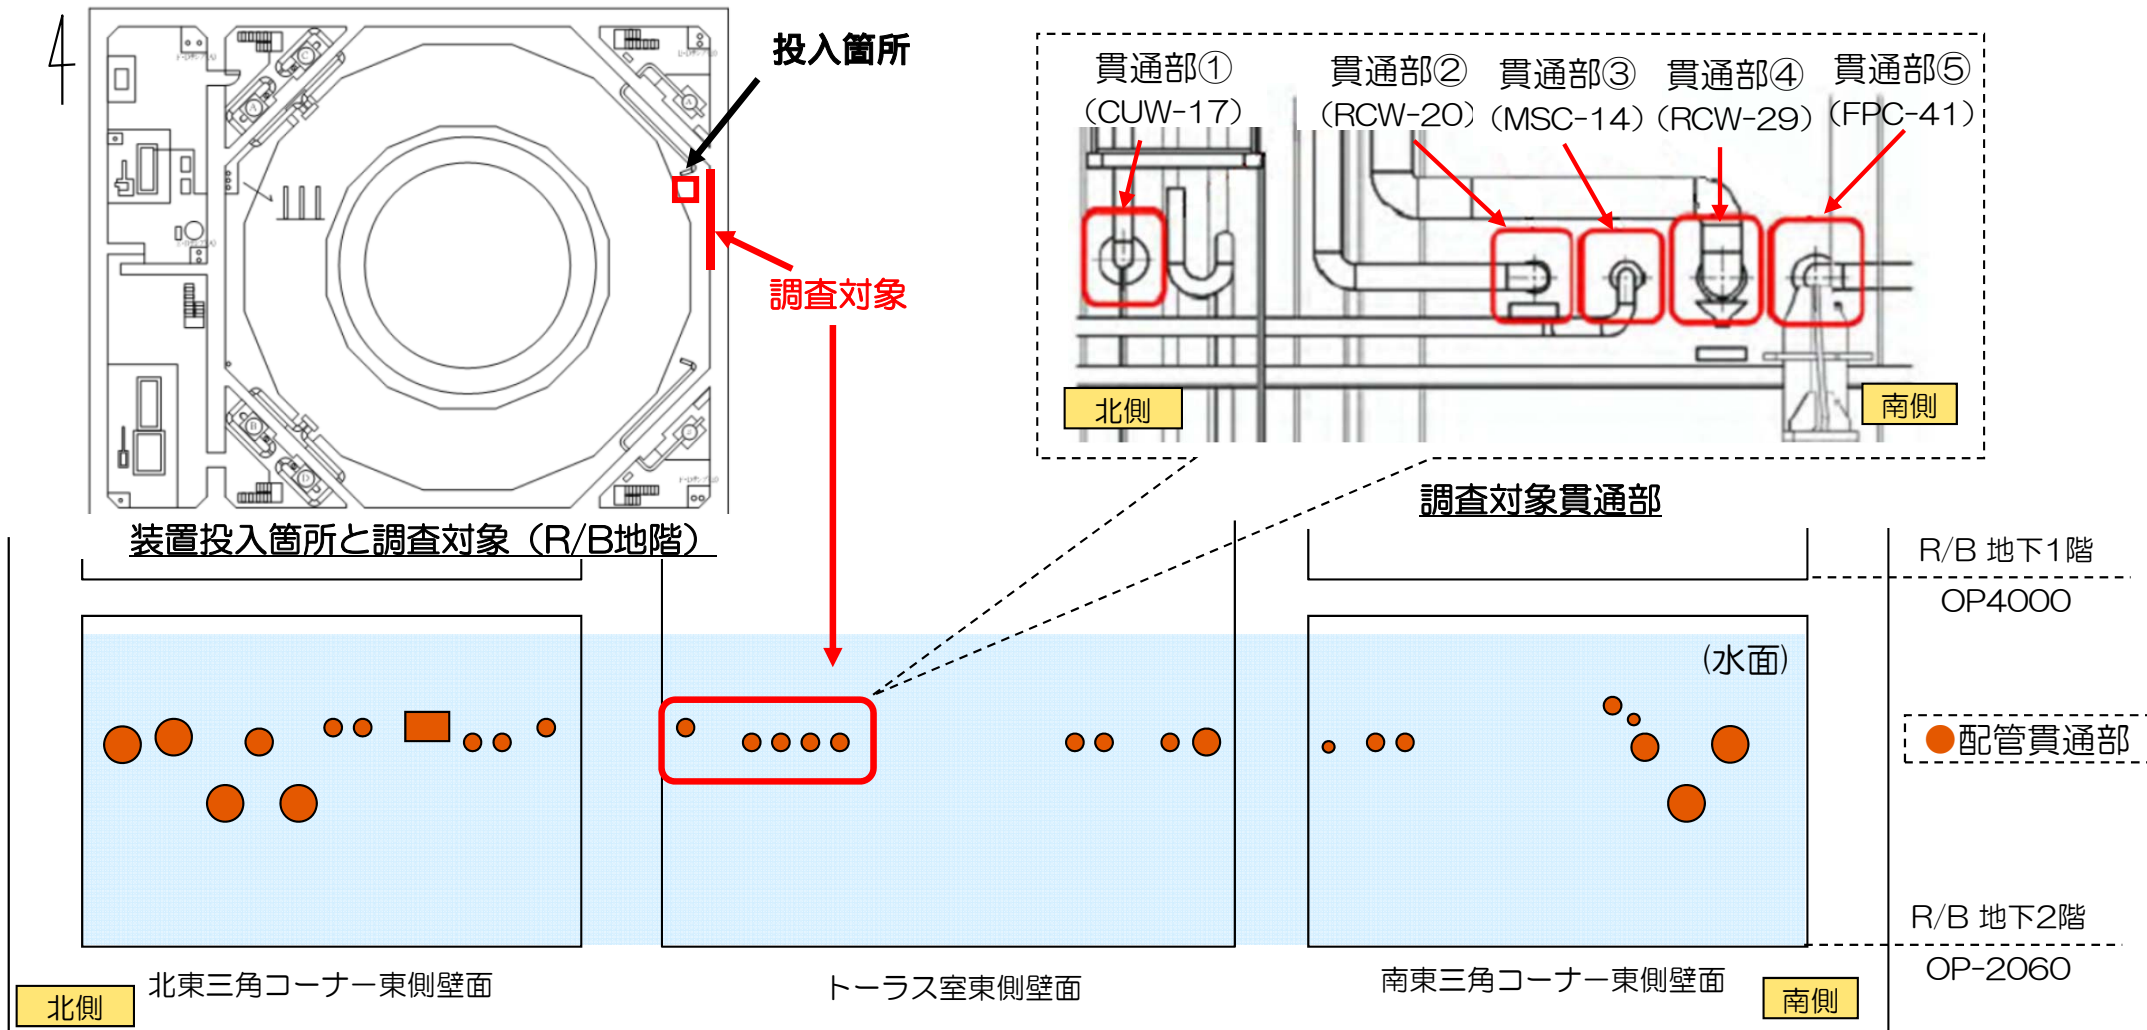 投入箇所
調査対象
装置投入箇所と調査対象（R/B地階）
貫通部①
（CUW-17）
貫通部②
（RCW-20）
貫通部③
（MSC-14）
貫通部④
（RCW-29）
貫通部⑤
（FPC-41）
北側
南側
調査対象貫通部
R/B 地下1階
OP4000
(水面)
配管貫通部
R/B 地下2階
OP-2060
北東三角コーナー東側壁面
トーラス室東側壁面
南東三角コーナー東側壁面
北側
南側